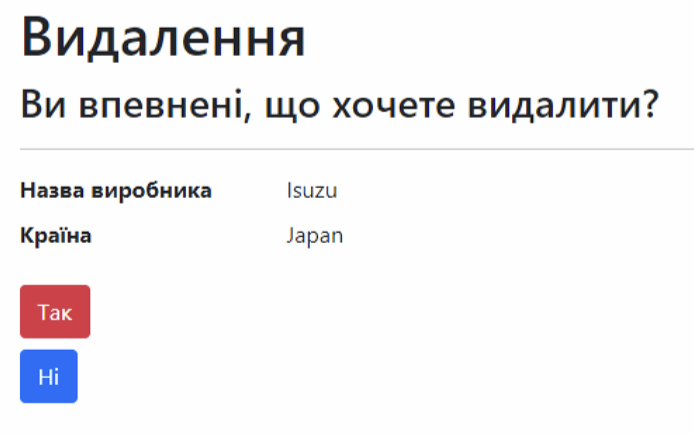 Видалення
Ви впевнені, що хочете видалити?
Назва виробника Isuzu
Країна Japan
Так
Ні